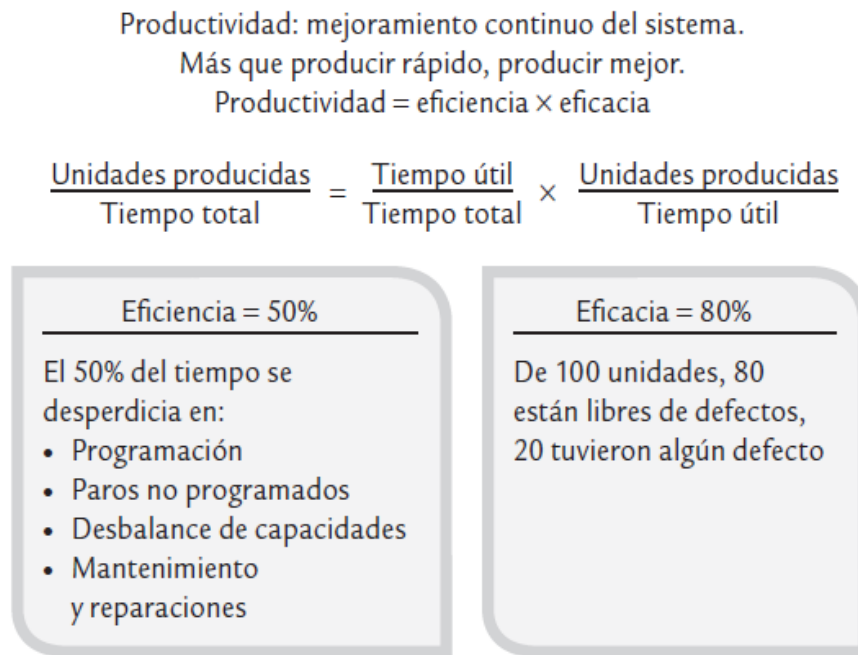 Productividad: mejoramiento continuo del sistema.
Más que producir rápido, producir mejor.
Productividad = eficiencia × eficacia
Unidades producidas / Tiempo total = Tiempo útil / Tiempo total × Unidades producidas / Tiempo útil
Eficiencia = 50%
El 50% del tiempo se
desperdicia en:
• Programación
• Paros no programados
• Desbalance de capacidades
• Mantenimiento
y reparaciones
Eficacia = 80%
De 100 unidades, 80
están libres de defectos,
20 tuvieron algún defecto